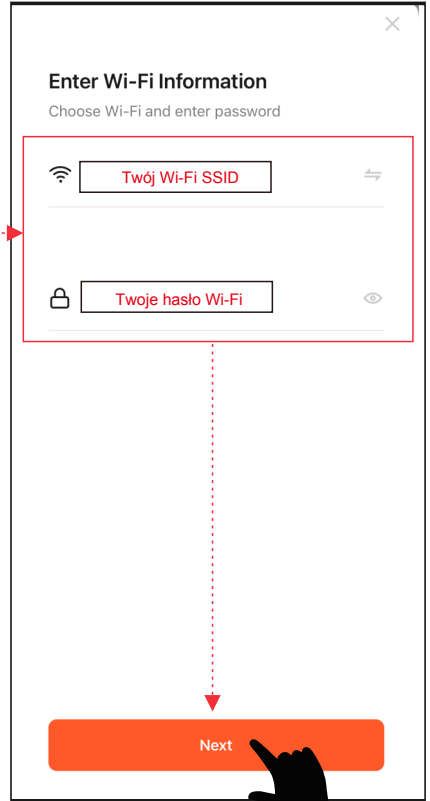 Enter Wi-Fi Information
Choose Wi-Fi and enter password
Twój Wi-Fi SSID
Twoje hasło Wi-Fi
Next